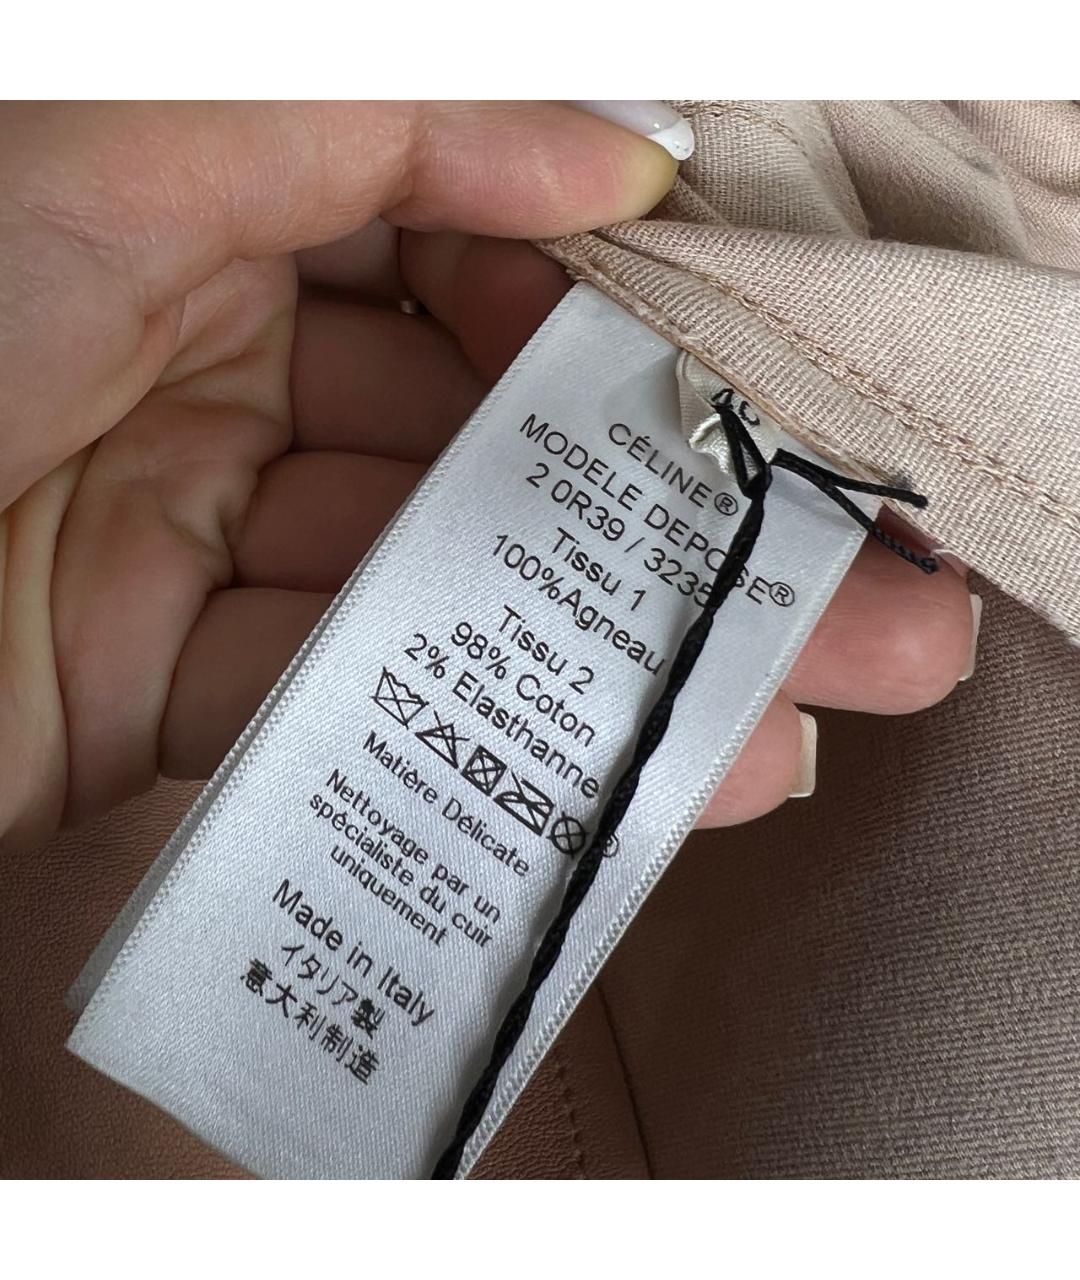 40
CÉLINE®
MODELE DEPOSE®
2 0R39 / 3235
Tissu 1
100%Agneau
Tissu 2
98% Coton
2% Elasthanne
Matière Délicate
Nettoyage par un
spécialiste du cuir
uniquement
Made in Italy
イタリア製
意大利制造